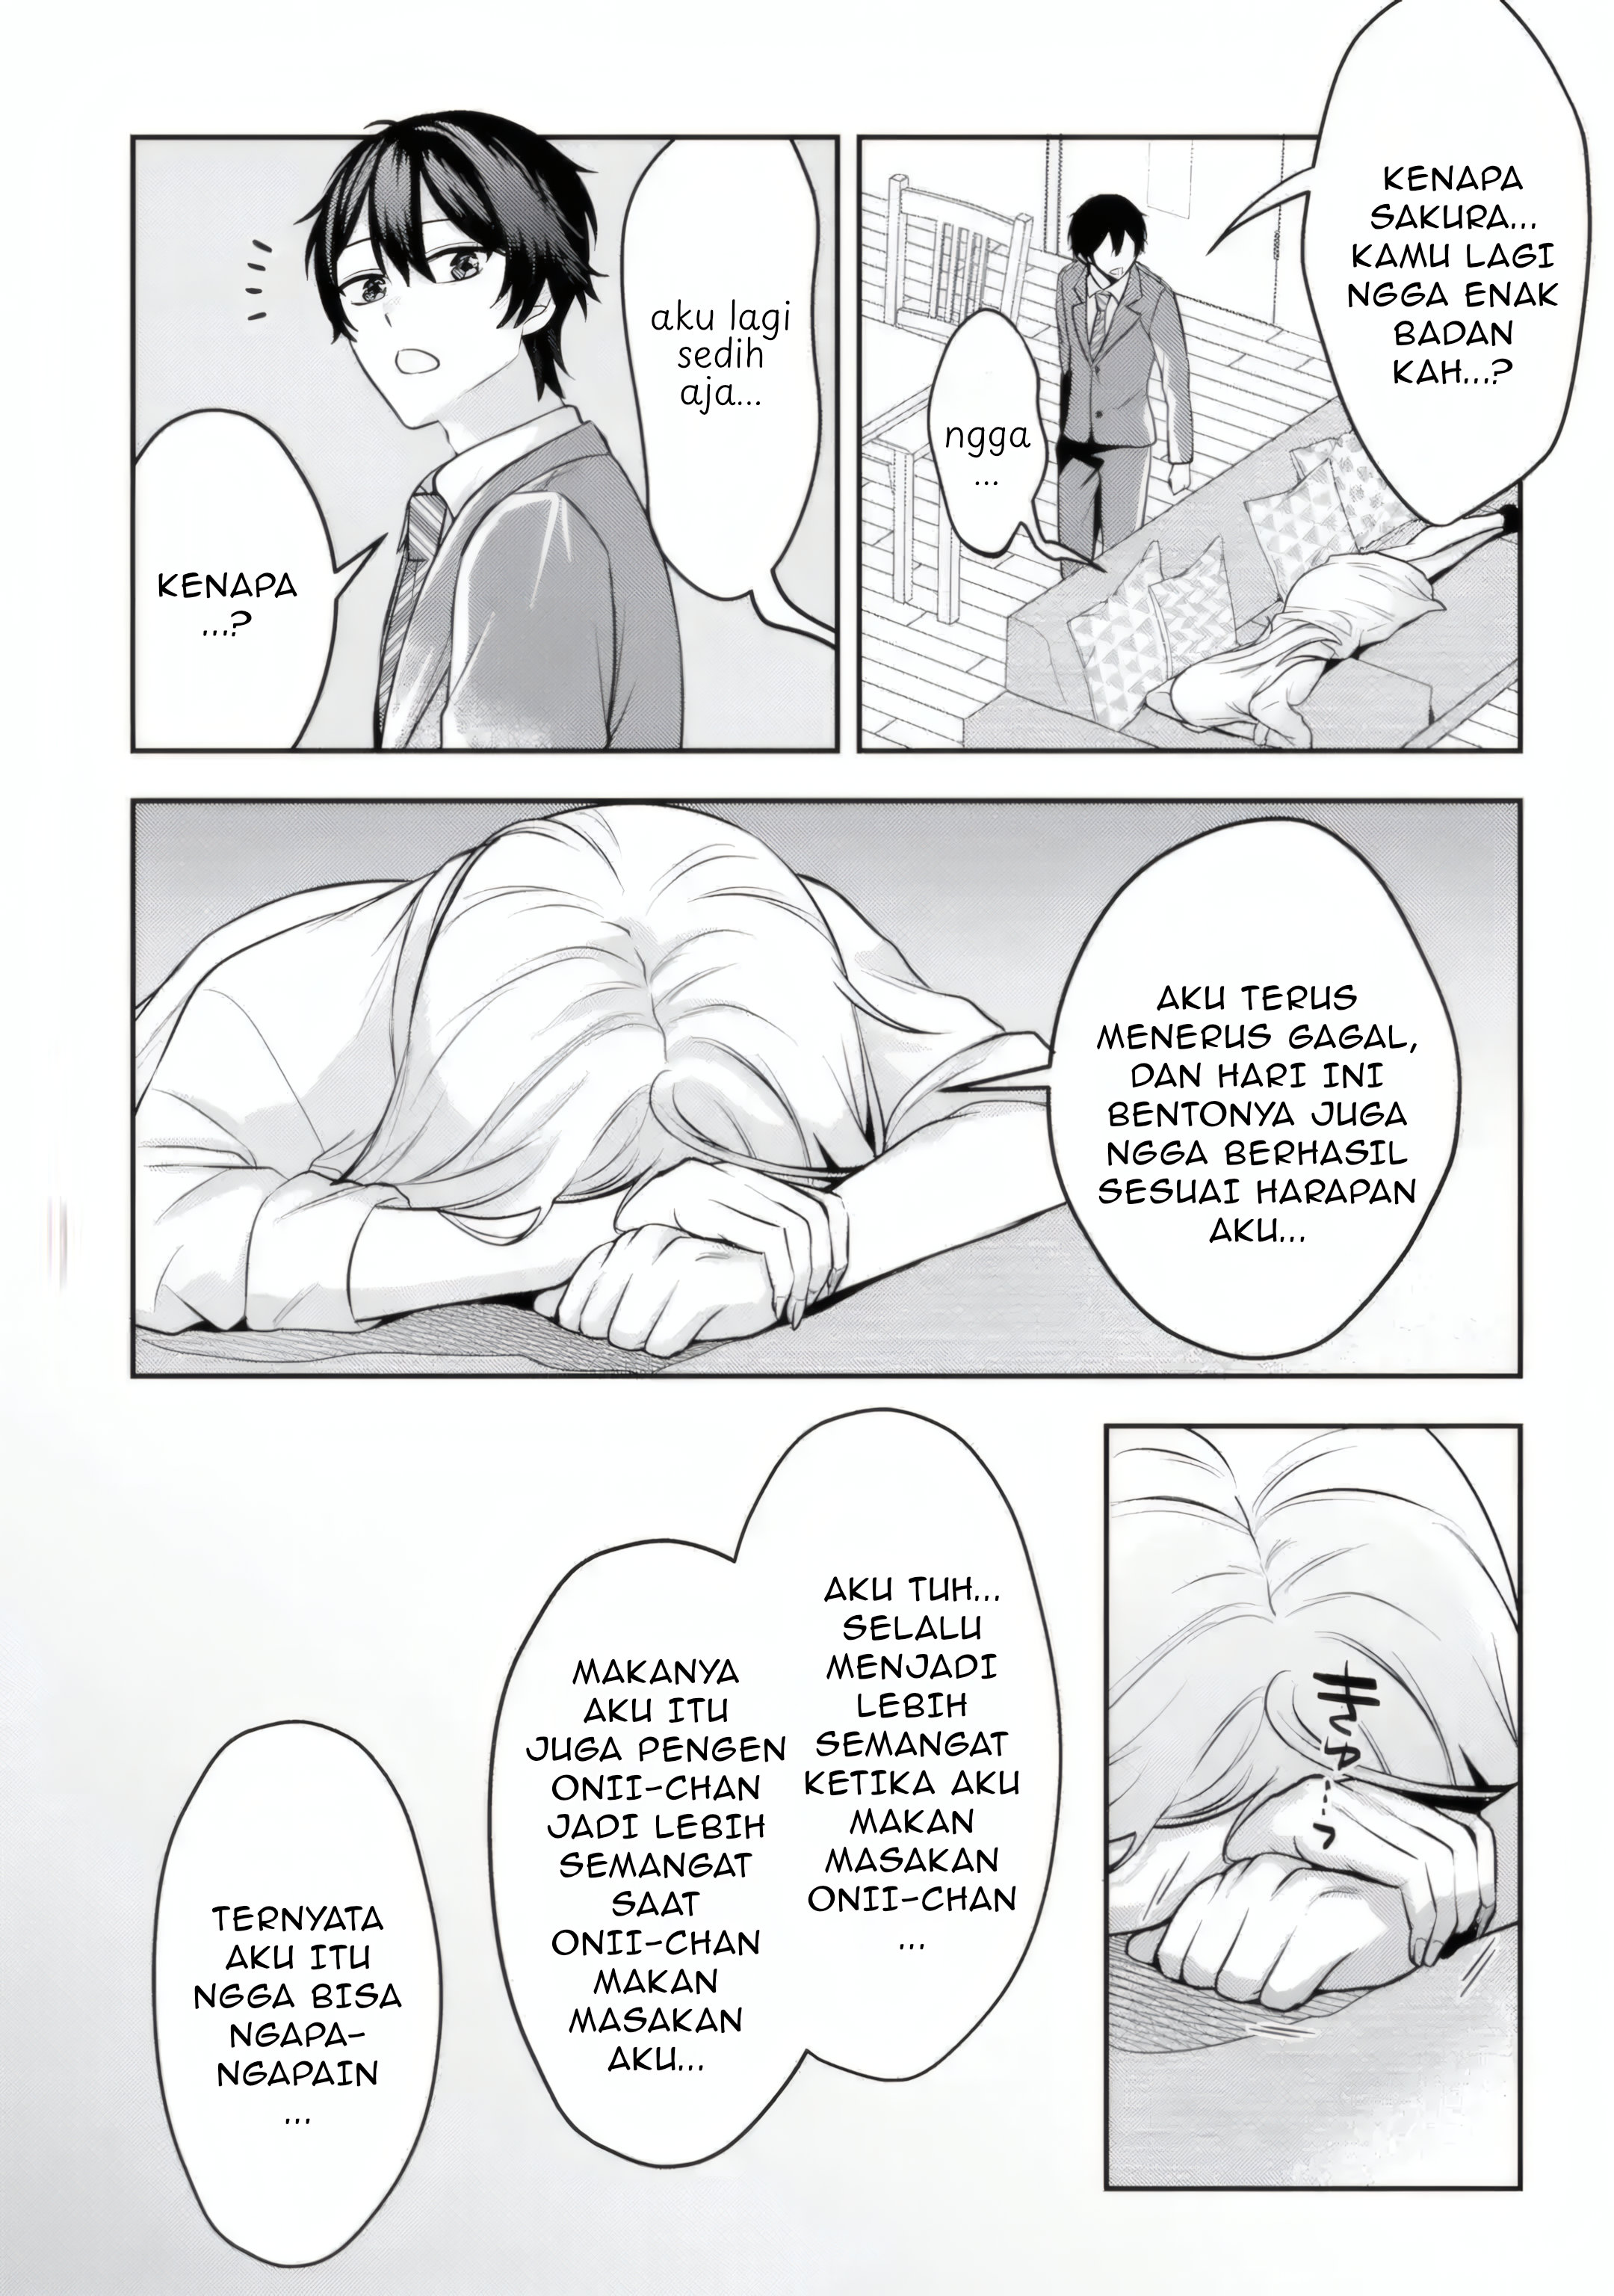 KENAPA
SAKURA...
KAMU LAGI
NGGA ENAK
BADAN
KAH...?
ngga
...
aku lagi
sedih
aja...
KENAPA
...?
AKU TERUS
MENERUS GAGAL,
DAN HARI INI
BENTONYA JUGA
NGGA BERHASIL
SESUAI HARAPAN
AKU...
ギュ…ッ
AKU TUH...
SELALU
MENJADI
LEBIH
SEMANGAT
KETIKA AKU
MAKAN
MASAKAN
ONII-CHAN
...
MAKANYA
AKU ITU
JUGA PENGEN
ONII-CHAN
JADI LEBIH
SEMANGAT
SAAT
ONII-CHAN
MAKAN
MASAKAN
AKU...
TERNYATA
AKU ITU
NGGA BISA
NGAPA-
NGAPAIN
...